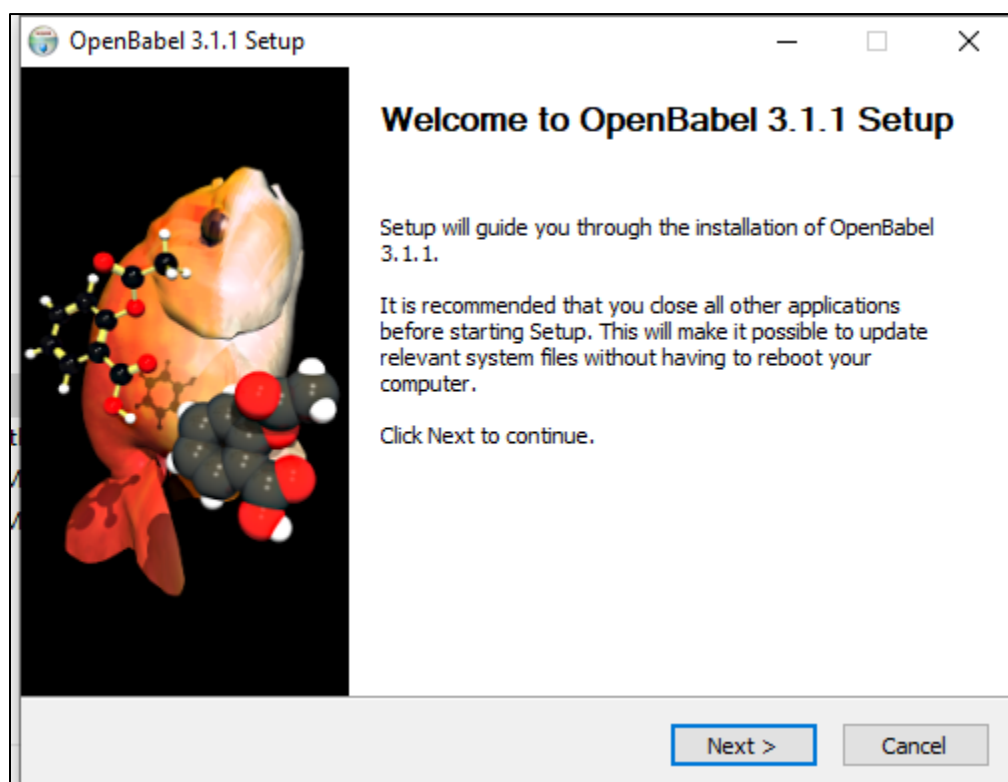 OpenBabel 3.1.1 Setup
Welcome to OpenBabel 3.1.1 Setup
Setup will guide you through the installation of OpenBabel
3.1.1.
It is recommended that you close all other applications
before starting Setup. This will make it possible to update
relevant system files without having to reboot your
computer.
Click Next to continue.
Next >
Cancel